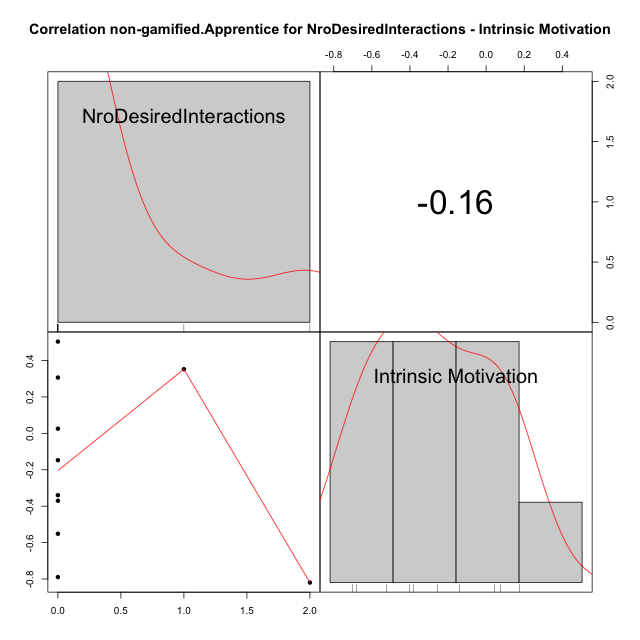 Correlation non-gamified.Apprentice for NroDesiredInteractions - Intrinsic Motivation
-0.8 -0.6 -0.4 -0.2 0.0 0.2 0.4
NroDesiredInteractions
-0.16
2.0
1.5
1.0
0.5
0.0
0.4
0.2
0.0
-0.2
-0.4
-0.6
-0.8
Intrinsic Motivation
0.0 0.5 1.0 1.5 2.0